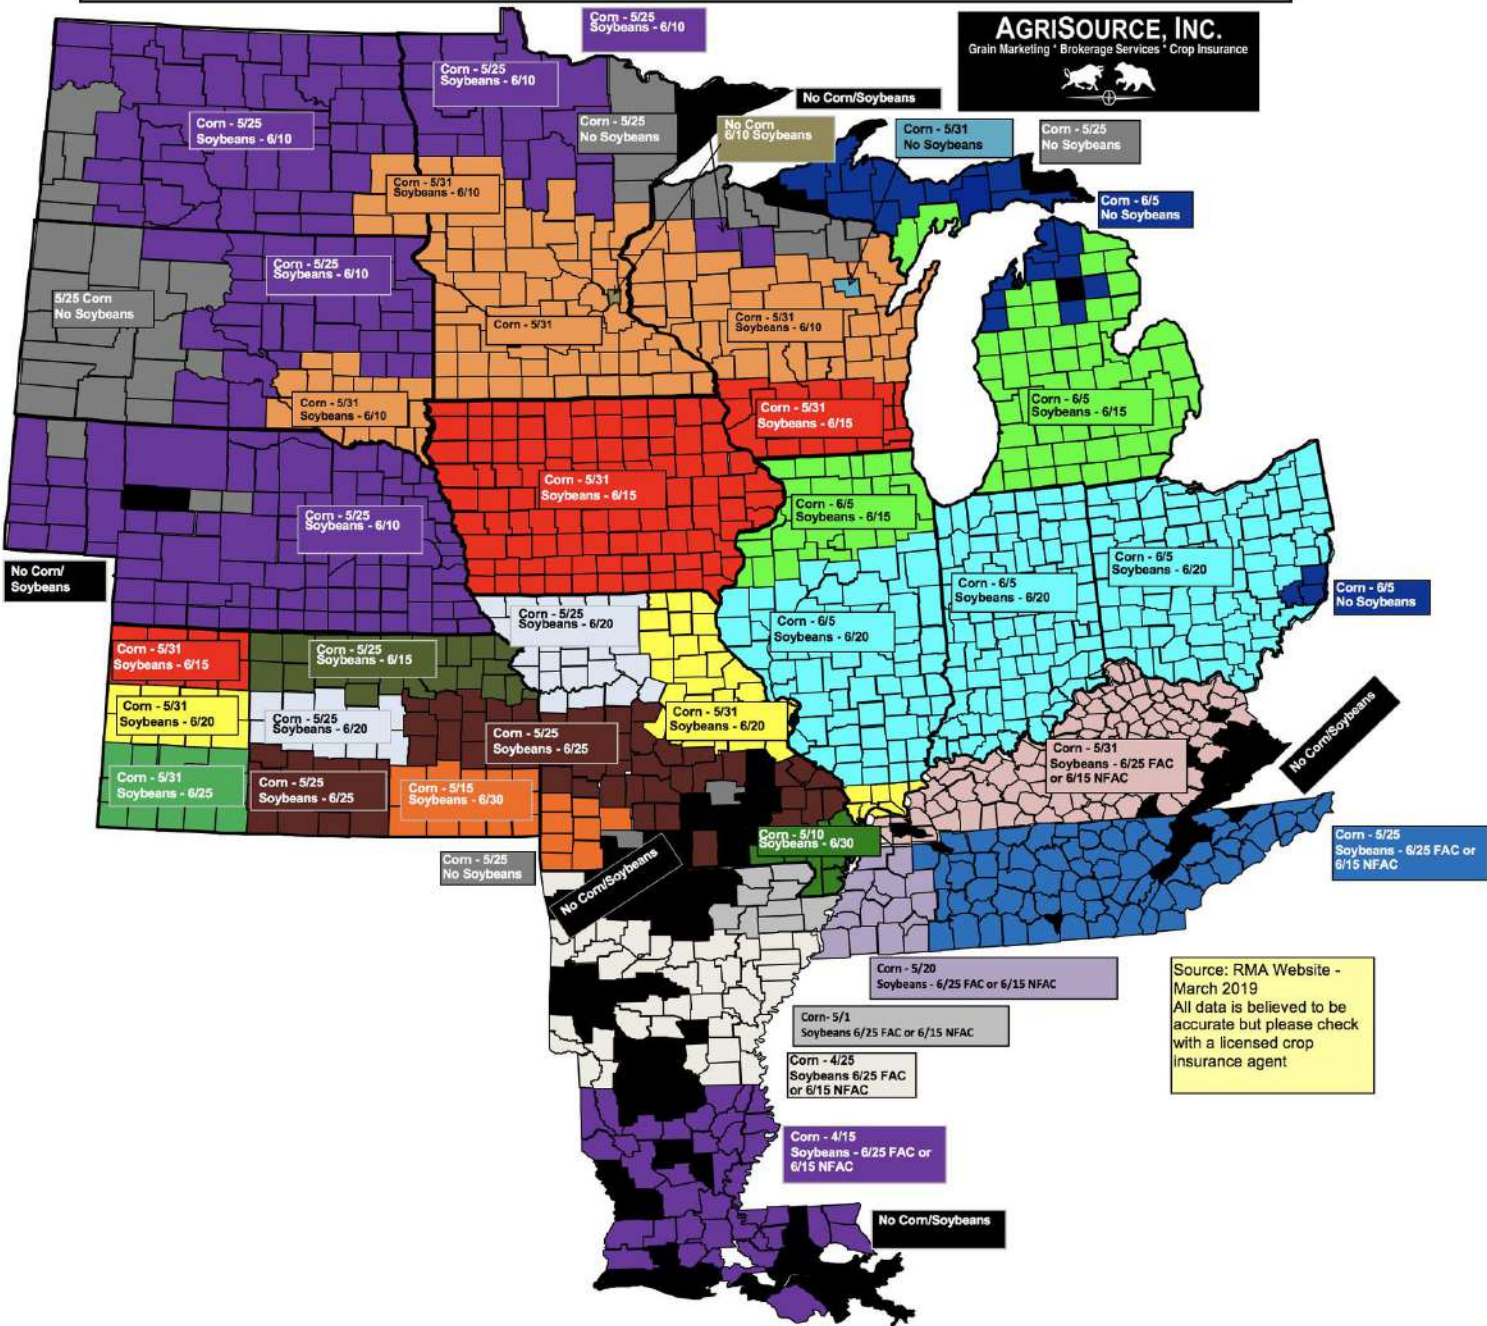 Corn - 5/25
Soybeans - 6/10
AGRISOURCE, INC.
Grain Marketing * Brokerage Services * Crop Insurance
Corn - 5/25
Soybeans - 6/10
No Corn/Soybeans
Corn - 5/25
Soybeans - 6/10
Corn - 5/25
No Soybeans
No Corn
6/10 Soybeans
Corn - 5/31
No Soybeans
Corn - 5/25
No Soybeans
Corn - 5/31
Soybeans - 6/10
Corn - 6/5
No Soybeans
Corn - 5/25
Soybeans - 6/10
5/25 Corn
No Soybeans
Corn - 5/31
Corn - 5/31
Soybeans - 6/10
Corn - 5/31
Soybeans - 6/10
Corn - 5/31
Soybeans - 6/15
Corn - 6/5
Soybeans - 6/15
Corn - 5/31
Soybeans - 6/15
Corn - 6/5
Soybeans - 6/15
Corn - 5/25
Soybeans - 6/10
No Corn/
Soybeans
Corn - 6/5
Soybeans - 6/20
Corn - 6/5
Soybeans - 6/20
Corn - 6/5
No Soybeans
Corn - 5/25
Soybeans - 6/20
Corn - 6/5
Soybeans - 6/20
Corn - 5/31
Soybeans - 6/15
Corn - 5/25
Soybeans - 6/15
Corn - 5/31
Soybeans - 6/20
Corn - 5/25
Soybeans - 6/20
Corn - 5/25
Soybeans - 6/25
Corn - 5/31
Soybeans - 6/20
Corn - 5/31
Soybeans - 6/25 FAC
or 6/15 NFAC
No Corn/Soybeans
Corn - 5/31
Soybeans - 6/25
Corn - 5/25
Soybeans - 6/25
Corn - 5/15
Soybeans - 6/30
Corn - 5/10
Soybeans - 6/30
Corn - 5/25
Soybeans - 6/25 FAC or
6/15 NFAC
Corn - 5/25
No Soybeans
No Corn/Soybeans
Corn - 5/20
Soybeans - 6/25 FAC or 6/15 NFAC
Source: RMA Website -
March 2019
All data is believed to be
accurate but please check
with a licensed crop
insurance agent
Corn- 5/1
Soybeans 6/25 FAC or 6/15 NFAC
Corn - 4/25
Soybeans 6/25 FAC
or 6/15 NFAC
Corn - 4/15
Soybeans - 6/25 FAC or
6/15 NFAC
No Corn/Soybeans